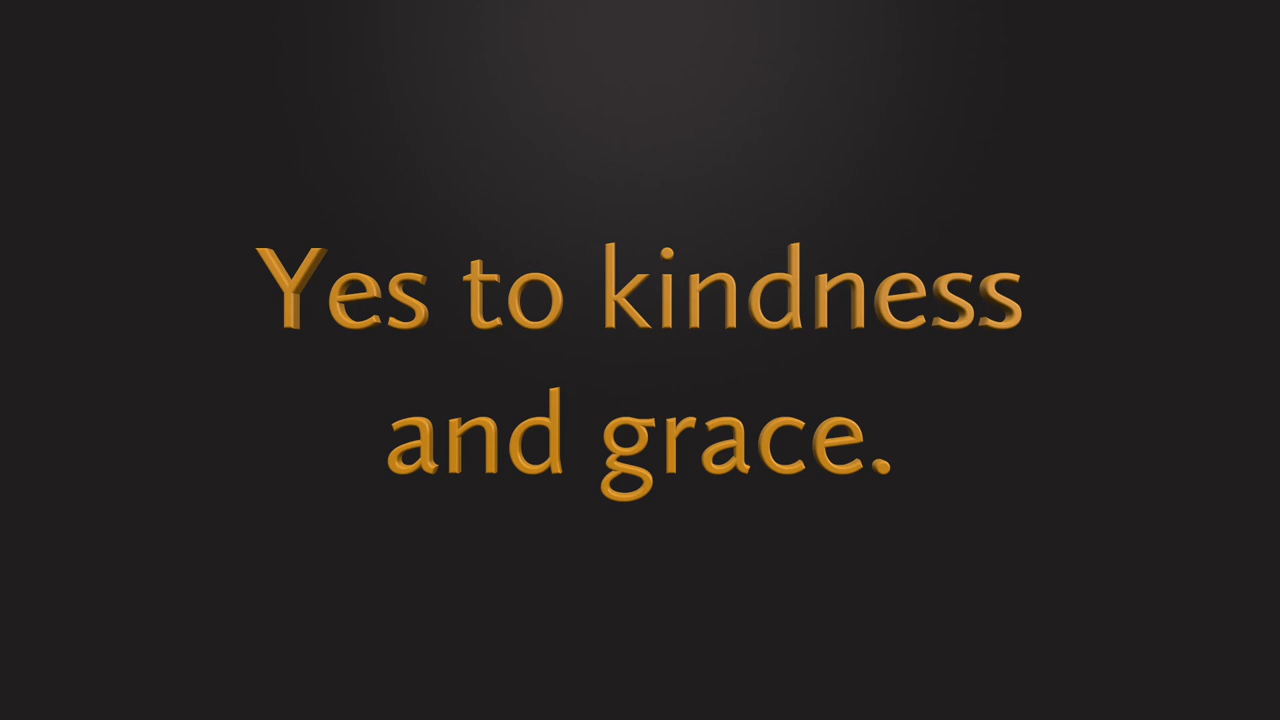 Yes to kindness
and grace.